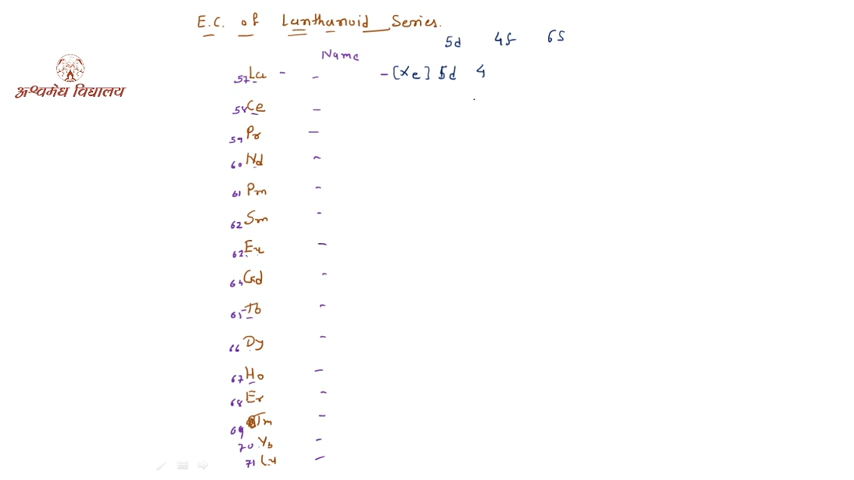 E.C. of Lanthanoid Series.
5d 4f 6s
Name
अश्वमेध विद्यालय
57La - - - [Xe] 5d 4
58Ce -
59Pr -
60Nd -
61Pm -
62Sm -
63Eu -
64Gd -
65Tb -
66Dy -
67Ho -
68Er -
69Tm -
70Yb -
71Lu -